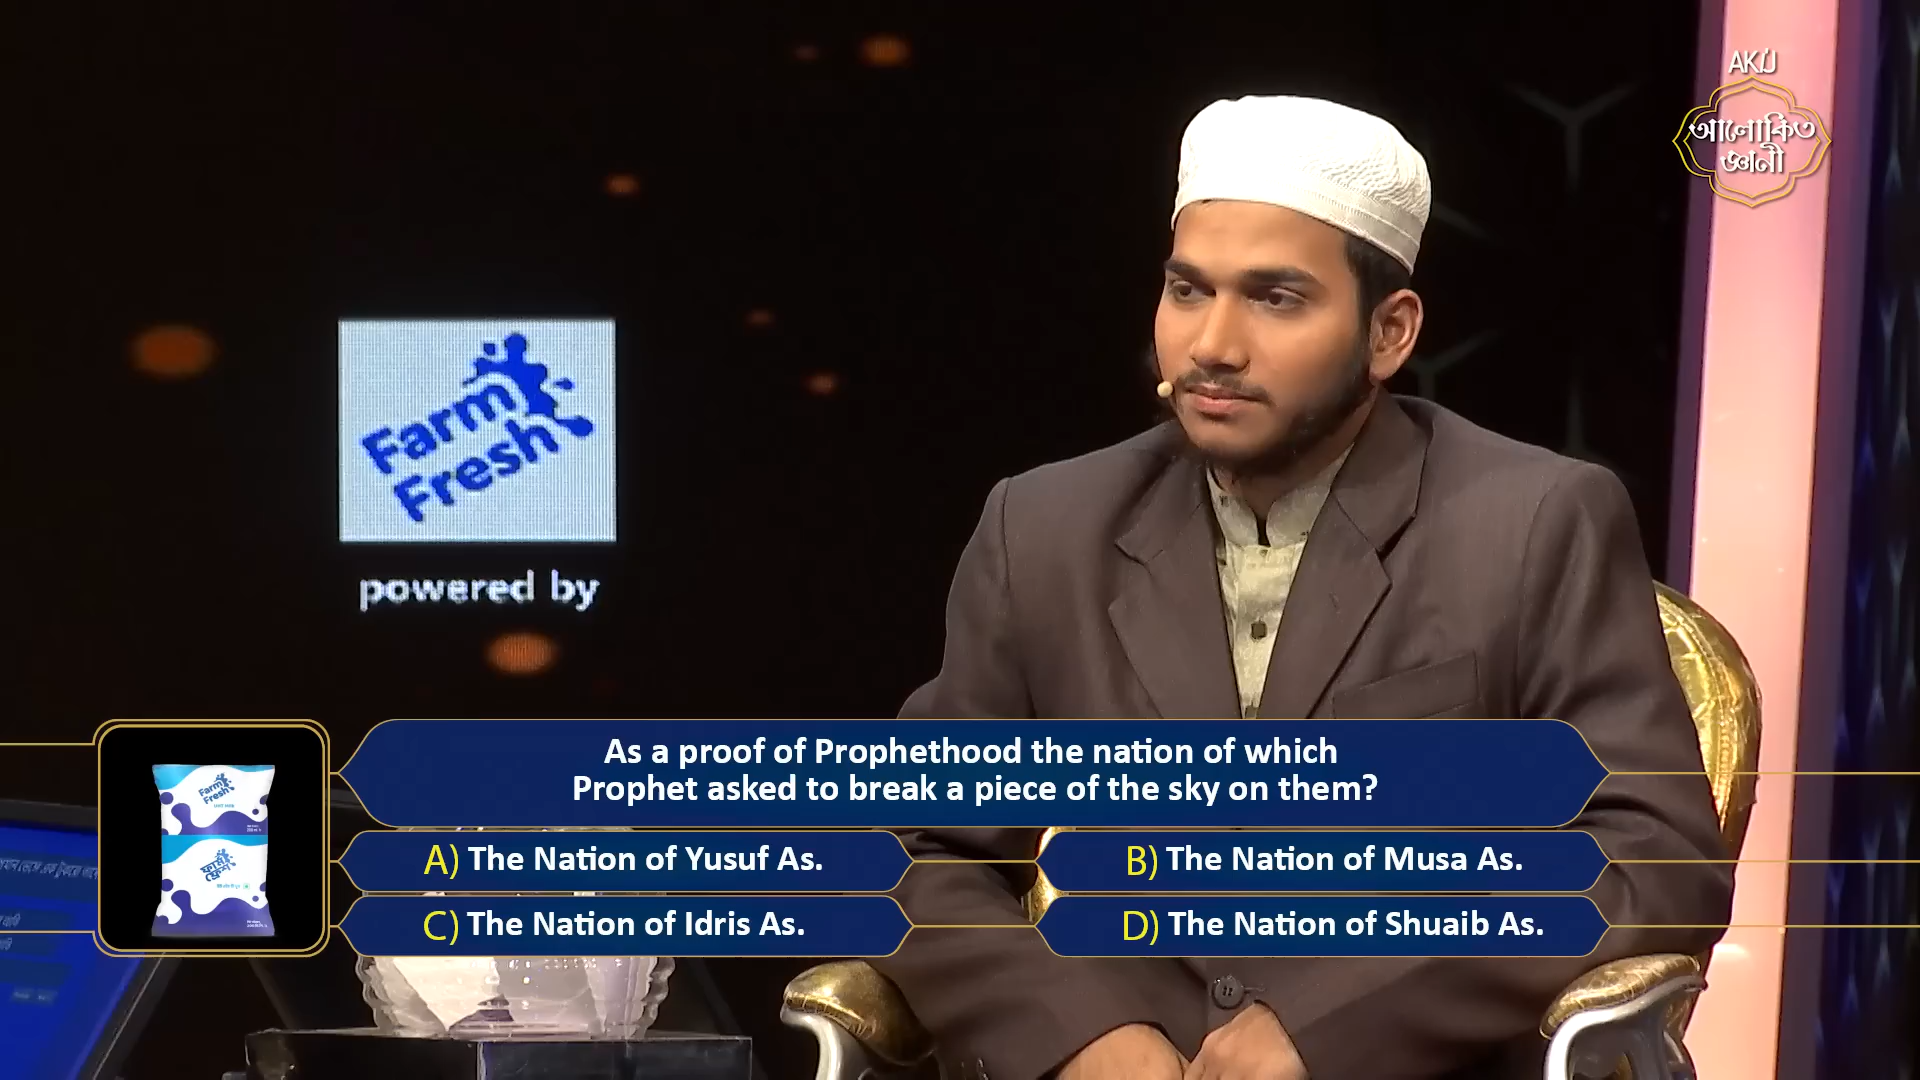 AKIJ
আলোকিত
জ্ঞানী
Farm
Fresh
powered by
As a proof of Prophethood the nation of which
Prophet asked to break a piece of the sky on them?
A) The Nation of Yusuf As.
B) The Nation of Musa As.
C) The Nation of Idris As.
D) The Nation of Shuaib As.
Farm
Fresh
ফার্ম
ফ্রেশ